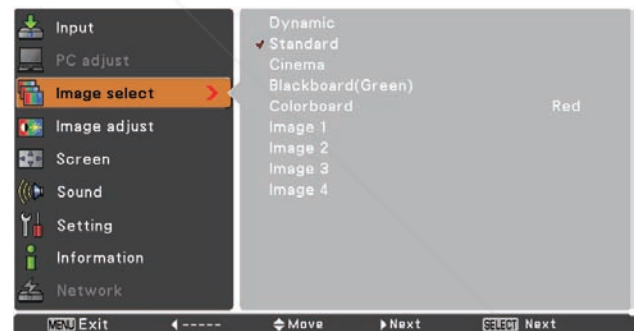 Input
PC adjust
Image select
Image adjust
Screen
Sound
Setting
Information
Network
Dynamic
Standard
Cinema
Blackboard(Green)
Colorboard Red
Image 1
Image 2
Image 3
Image 4
MENU Exit ----- Move Next SELECT Next